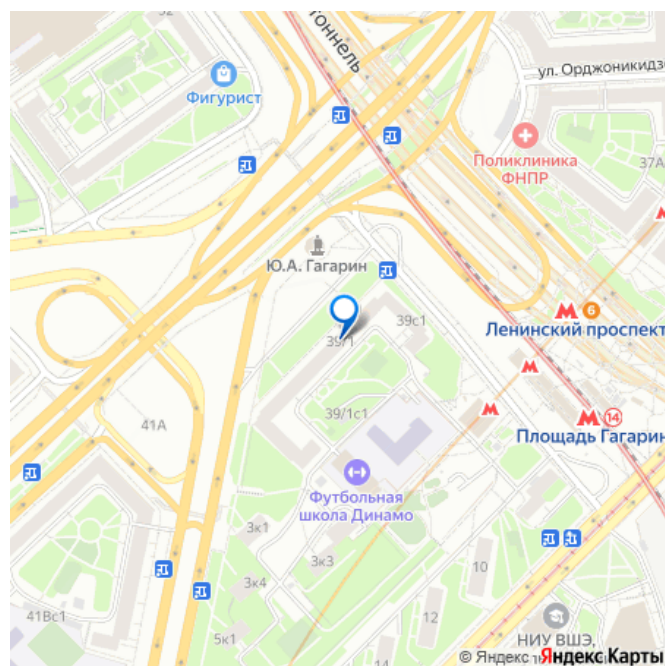 52
тоннель
ул. Орджоникидз
Фигурист
Поликлиника
ФНПР
37А
Ю.А. Гагарин
39с1
6
Ленинский проспект
39/1
39/1с1
14
41А
Площадь Гагарин
Футбольная
школа Динамо
3к1
3к3
3к4
10
12
41Вс1
5к1
НИУ ВШЭ,
© Яндекс Яндекс Карты